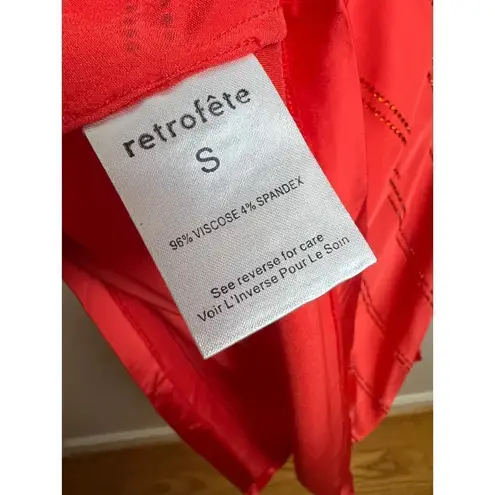 retrofête
S
96% VISCOSE 4% SPANDEX
See reverse for care
Voir L'Inverse Pour Le Soin